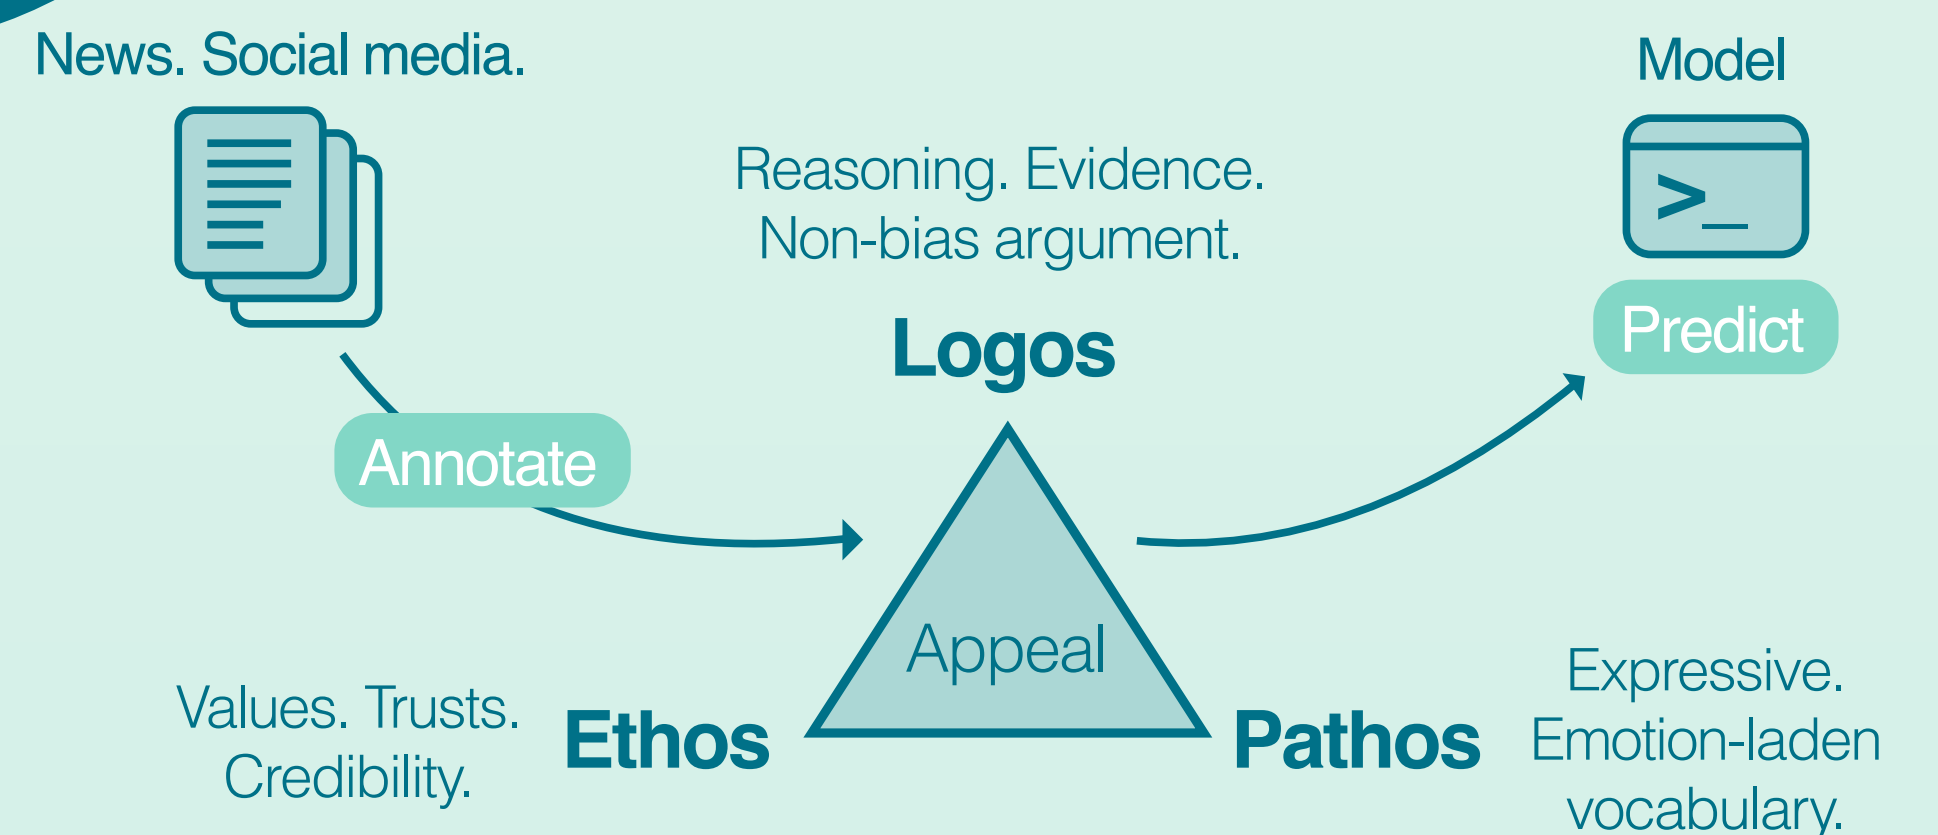 News. Social media.
Model
Reasoning. Evidence.
Non-bias argument.
>_
Predict
Logos
Annotate
Appeal
Values. Trusts.
Credibility.
Ethos
Pathos
Expressive.
Emotion-laden
vocabulary.